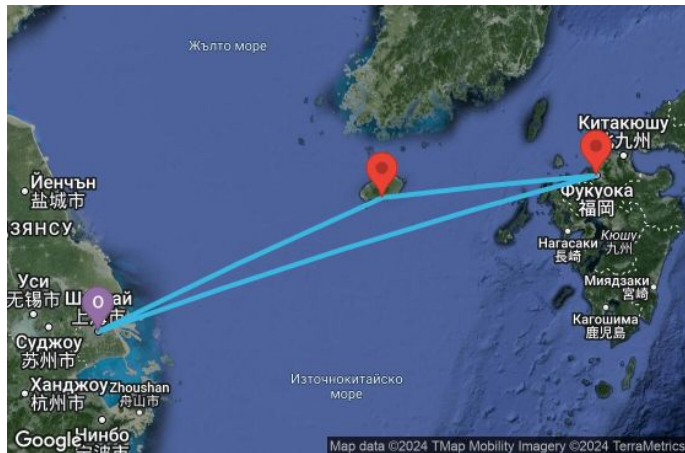 Жълто море
Китакюшу
九州市
Йенчън
盐城市
Фукуока
福岡
ЗЯНСУ
Кюшу
九州
Нагасаки
長崎
Миядзаки
宮崎
Уси
无锡市
O
Суджоу
苏州市
Кагошима
鹿児島
Ханджоу
杭州市
Zhoushan
舟山市
Източнокитайско
море
Нинбо
Google
Map data ©2024 TMap Mobility Imagery ©2024 TerraMetrics